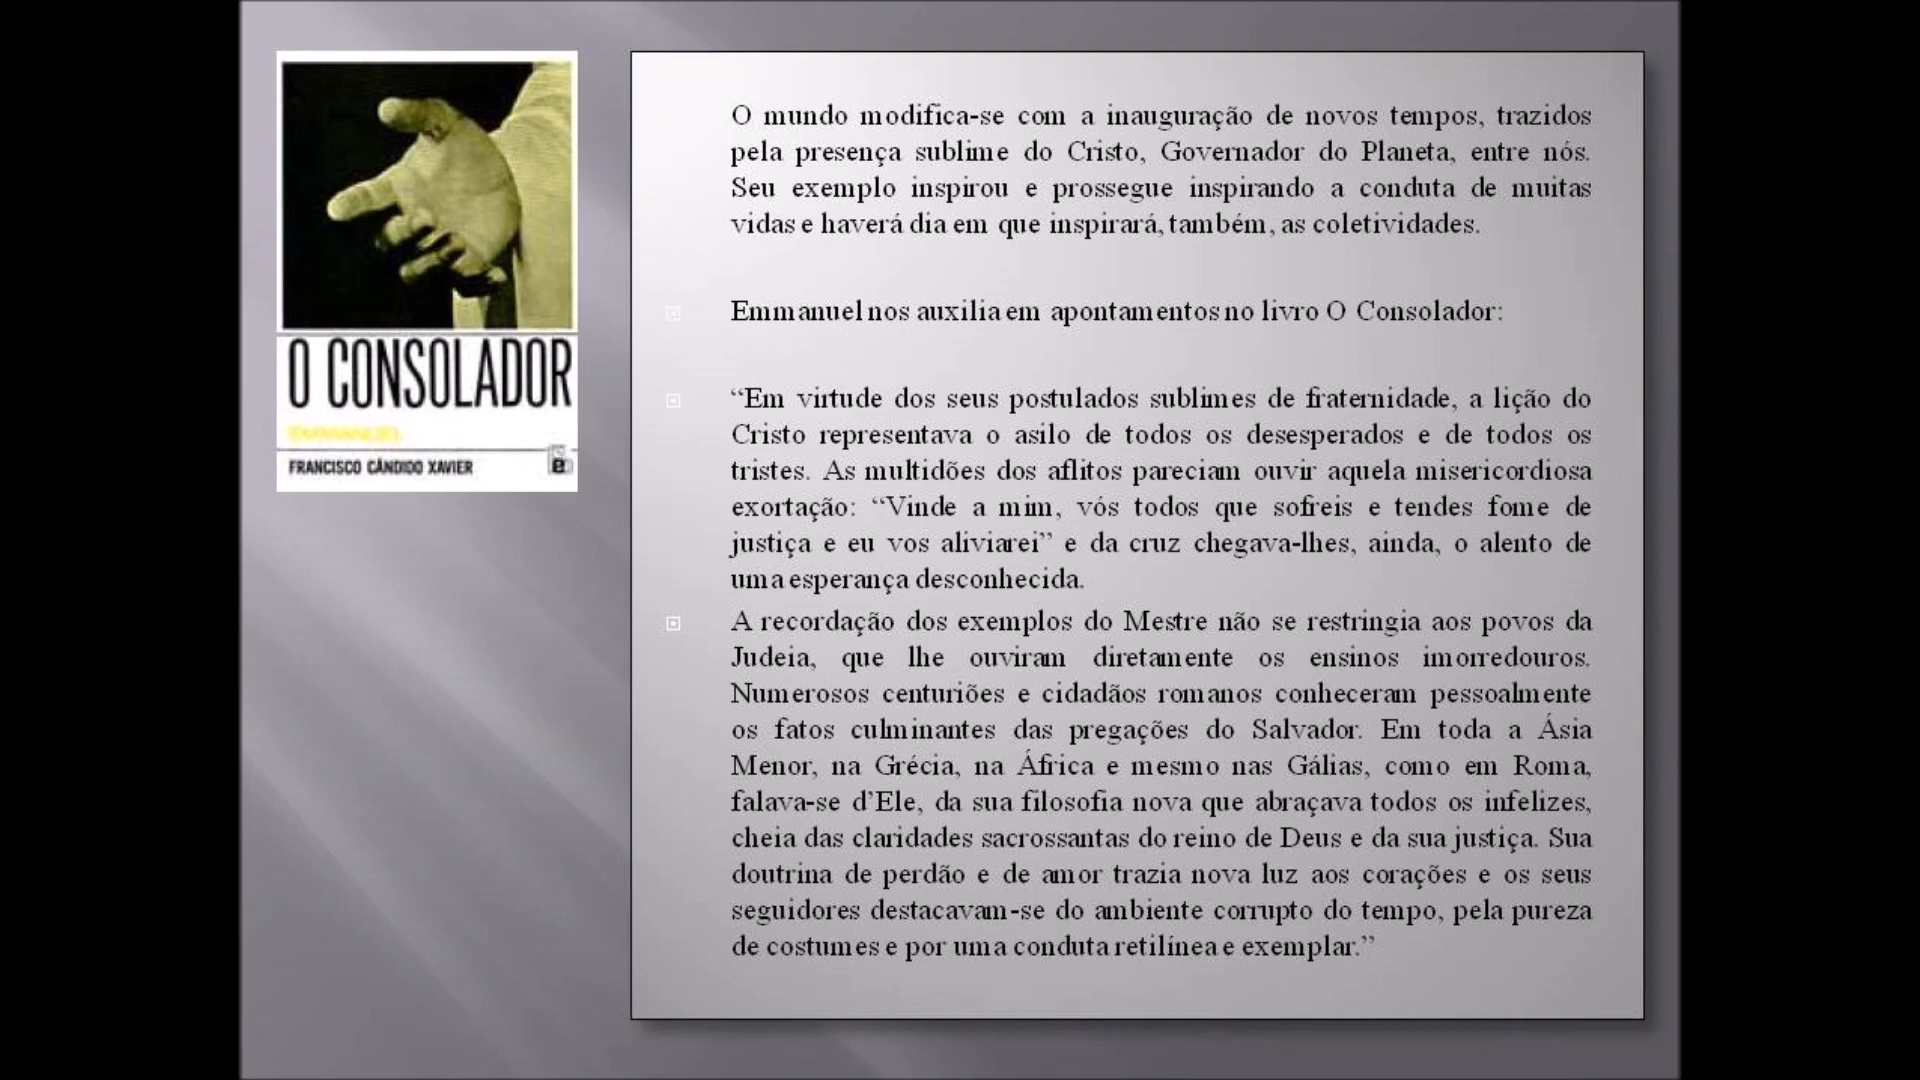 O CONSOLADOR
EMMANUEL
FRANCISCO CÂNDIDO XAVIER
O mundo modifica-se com a inauguração de novos tempos, trazidos
pela presença sublime do Cristo, Governador do Planeta, entre nós.
Seu exemplo inspirou e prossegue inspirando a conduta de muitas
vidas e haverá dia em que inspirará, também, as coletividades.
Emmanuel nos auxilia em apontamentos no livro O Consolador:
“Em virtude dos seus postulados sublimes de fraternidade, a lição do
Cristo representava o asilo de todos os desesperados e de todos os
tristes. As multidões dos aflitos pareciam ouvir aquela misericordiosa
exortação: “Vinde a mim, vós todos que sofreis e tendes fome de
justiça e eu vos aliviarei” e da cruz chegava-lhes, ainda, o alento de
uma esperança desconhecida.
A recordação dos exemplos do Mestre não se restringia aos povos da
Judeia, que lhe ouviram diretamente os ensinos imorredouros.
Numerosos centuriões e cidadãos romanos conheceram pessoalmente
os fatos culminantes das pregações do Salvador. Em toda a Ásia
Menor, na Grécia, na África e mesmo nas Gálias, como em Roma,
falava-se d’Ele, da sua filosofia nova que abraçava todos os infelizes,
cheia das claridades sacrossantas do reino de Deus e da sua justiça. Sua
doutrina de perdão e de amor trazia nova luz aos corações e os seus
seguidores destacavam-se do ambiente corrupto do tempo, pela pureza
de costumes e por uma conduta retilínea e exemplar.”